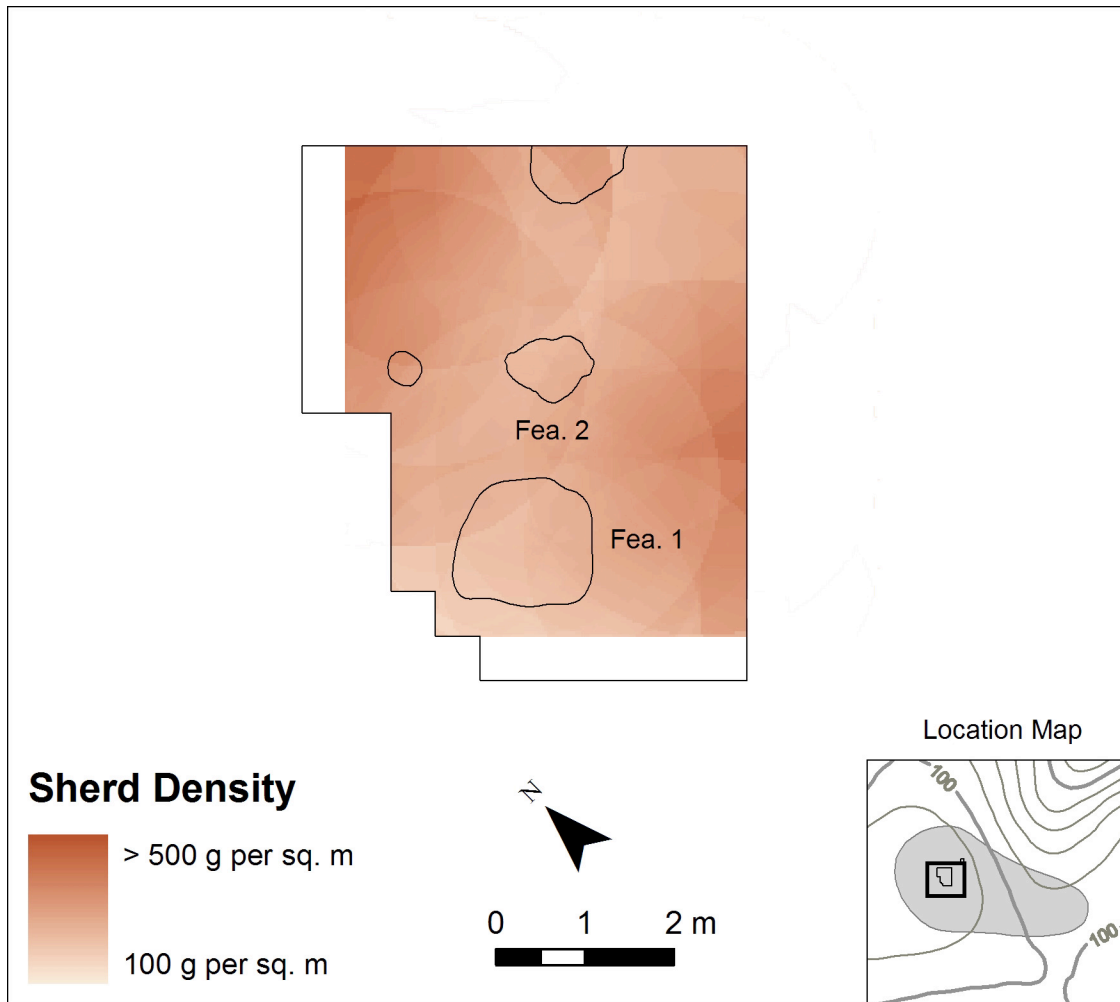 Fea. 2
Fea. 1
Location Map
100
100
Sherd Density
> 500 g per sq. m
100 g per sq. m
N
0 1 2 m